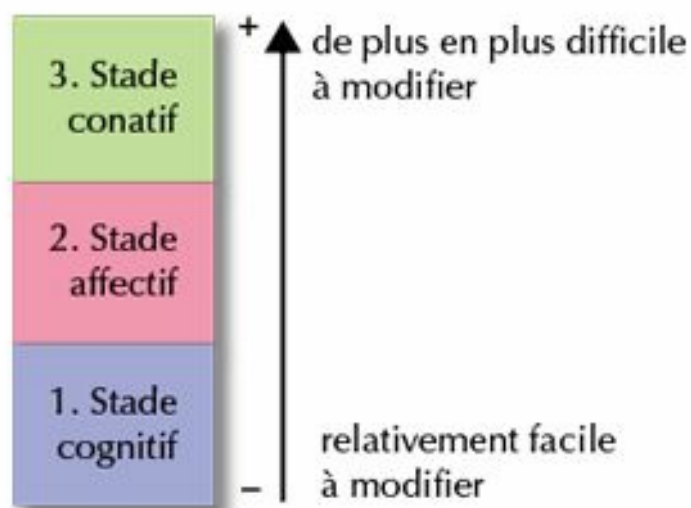 3. Stade
conatif
2. Stade
affectif
1. Stade
cognitif
+
de plus en plus difficile
à modifier
relativement facile
à modifier
–